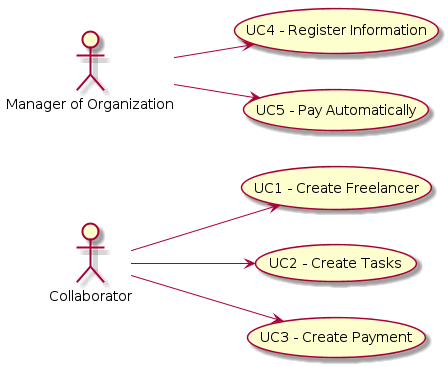 UC4 - Register Information
Manager of Organization
UC5 - Pay Automatically
UC1 - Create Freelancer
UC2 - Create Tasks
Collaborator
UC3 - Create Payment